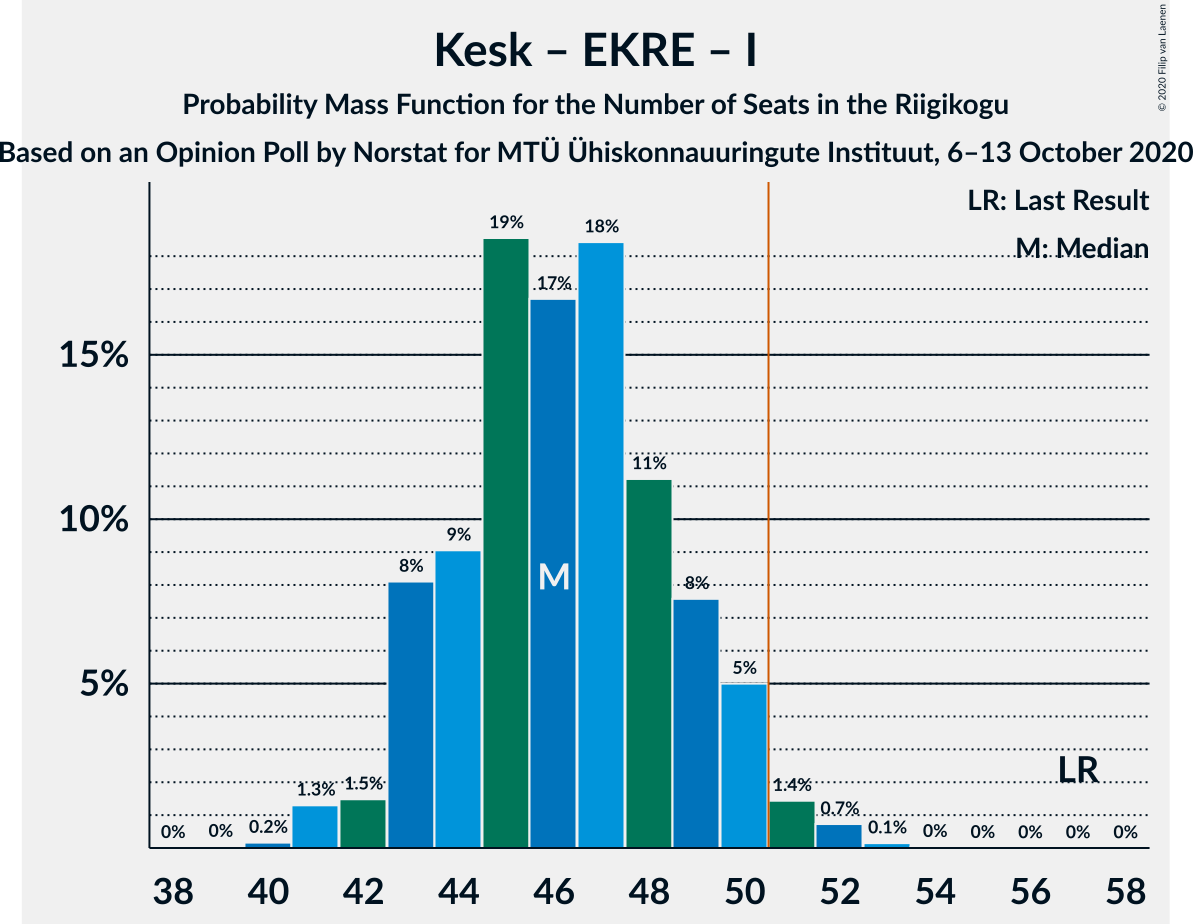 Kesk – EKRE – I
Probability Mass Function for the Number of Seats in the Riigikogu
Based on an Opinion Poll by Norstat for MTÜ Ühiskonnauuringute Instituut, 6–13 October 2020
© 2020 Filip van Laenen
LR: Last Result
M: Median
15%
10%
5%
0%
0%
0.2%
1.3%
1.5%
8%
9%
19%
17%
18%
11%
8%
5%
1.4%
0.7%
0.1%
0%
0%
0%
0%
0%
M
LR
38 40 42 44 46 48 50 52 54 56 58